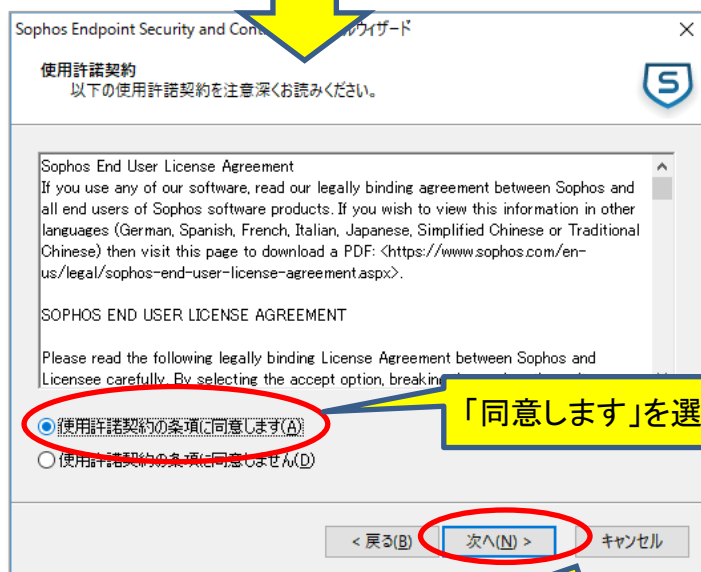 Sophos Endpoint Security and Cont ルウィザード
使用許諾契約
以下の使用許諾契約を注意深くお読みください。
Sophos End User License Agreement
If you use any of our software, read our legally binding agreement between Sophos and
all end users of Sophos software products. If you wish to view this information in other
languages (German, Spanish, French, Italian, Japanese, Simplified Chinese or Traditional
Chinese) then visit this page to download a PDF: <https://www.sophos.com/en-
us/legal/sophos-end-user-license-agreement.aspx>.
SOPHOS END USER LICENSE AGREEMENT
Please read the following legally binding License Agreement between Sophos and
Licensee carefully. By selecting the accept option, breaking
「同意します」を選
使用許諾契約の条項に同意します(A)
使用許諾契約の条項に同意しません(D)
< 戻る(B)
次へ(N) >
キャンセル